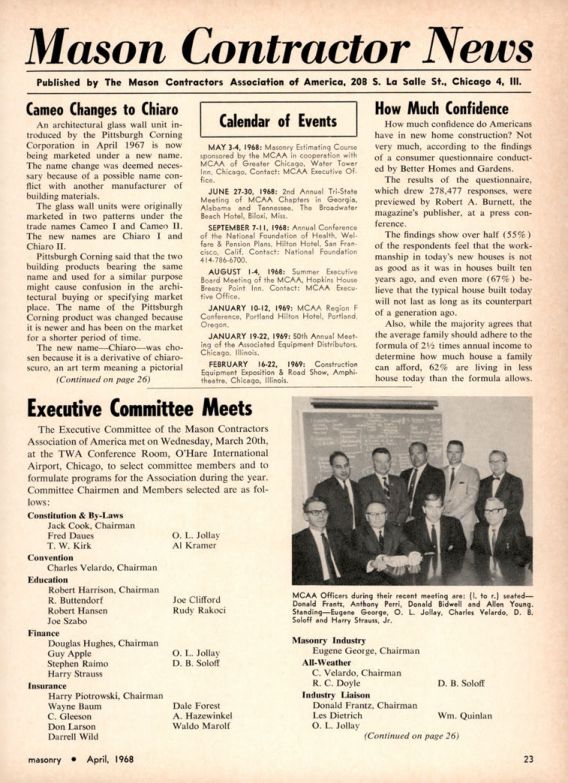 Mason Contractor News
Published by The Mason Contractors Association of America, 208 S. La Salle St., Chicago 4, Ill.
Cameo Changes to Chiaro
An architectural glass wall unit in-
troduced by the Pittsburgh Corning
Corporation in April 1967 is now
being marketed under a new name.
The name change was deemed neces-
sary because of a possible name con-
flict with another manufacturer of
building materials.
The glass wall units were originally
marketed in two patterns under the
trade names Cameo I and Cameo II.
The new names are Chiaro I and
Chiaro II.
Pittsburgh Corning said that the two
building products bearing the same
name and used for a similar purpose
might cause confusion in the archi-
tectural buying or specifying market
place. The name of the Pittsburgh
Corning product was changed because
it is newer and has been on the market
for a shorter period of time.
The new name—Chiaro—was cho-
sen because it is a derivative of chiaro-
scuro, an art term meaning a pictorial
(Continued on page 26)
Calendar of Events
MAY 3-4, 1968: Masonry Estimating Course
sponsored by the MCAA in cooperation with
MCAA of Greater Chicago, Water Tower
Inn, Chicago. Contact: MCAA Executive Of-
fice.
JUNE 27-30, 1968: 2nd Annual Tri-State
Meeting of MCAA Chapters in Georgia,
Alabama and Tennessee, The Broadwater
Beach Hotel, Biloxi, Miss.
SEPTEMBER 7-11, 1968: Annual Conference
of the National Foundation of Health, Wel-
fare & Pension Plans, Hilton Hotel, San Fran-
cisco, Calif. Contact: National Foundation
414-786-6700.
AUGUST 1-4, 1968: Summer Executive
Board Meeting of the MCAA, Hopkins House
Breezy Point Inn. Contact: MCAA Execu-
tive Office.
JANUARY 10-12, 1969: MCAA Region F
Conference, Portland Hilton Hotel, Portland,
Oregon.
JANUARY 19-22, 1969: 50th Annual Meet-
ing of the Associated Equipment Distributors,
Chicago, Illinois.
FEBRUARY 16-22, 1969: Construction
Equipment Exposition & Road Show, Amphi-
theatre, Chicago, Illinois.
How Much Confidence
How much confidence do Americans
have in new home construction? Not
very much, according to the findings
of a consumer questionnaire conduct-
ed by Better Homes and Gardens.
The results of the questionnaire,
which drew 278,477 responses, were
previewed by Robert A. Burnett, the
magazine's publisher, at a press con-
ference.
The findings show over half (55%)
of the respondents feel that the work-
manship in today's new houses is not
as good as it was in houses built ten
years ago, and even more (67%) be-
lieve that the typical house built today
will not last as long as its counterpart
of a generation ago.
Also, while the majority agrees that
the average family should adhere to the
formula of 2½ times annual income to
determine how much house a family
can afford, 62% are living in less
house today than the formula allows.
Executive Committee Meets
The Executive Committee of the Mason Contractors
Association of America met on Wednesday, March 20th,
at the TWA Conference Room, O'Hare International
Airport, Chicago, to select committee members and to
formulate programs for the Association during the year.
Committee Chairmen and Members selected are as fol-
lows:
Constitution & By-Laws
Jack Cook, Chairman
Fred Daues O. L. Jollay
T. W. Kirk Al Kramer
Convention
Charles Velardo, Chairman
Education
Robert Harrison, Chairman
R. Buttendorf Joe Clifford
Robert Hansen Rudy Rakoci
Joe Szabo
Finance
Douglas Hughes, Chairman
Guy Apple O. L. Jollay
Stephen Raimo D. B. Soloff
Harry Strauss
Insurance
Harry Piotrowski, Chairman
Wayne Baum Dale Forest
C. Gleeson A. Hazewinkel
Don Larson Waldo Marolf
Darrell Wild
MCAA Officers during their recent meeting are: (l. to r.) seated—
Donald Frantz, Anthony Perri, Donald Bidwell and Allen Young.
Standing—Eugene George, O. L. Jollay, Charles Velardo, D. B.
Soloff and Harry Strauss, Jr.
Masonry Industry
Eugene George, Chairman
All-Weather
C. Velardo, Chairman
R. C. Doyle D. B. Soloff
Industry Liaison
Donald Frantz, Chairman
Les Dietrich Wm. Quinlan
O. L. Jollay
(Continued on page 26)
masonry • April, 1968
23